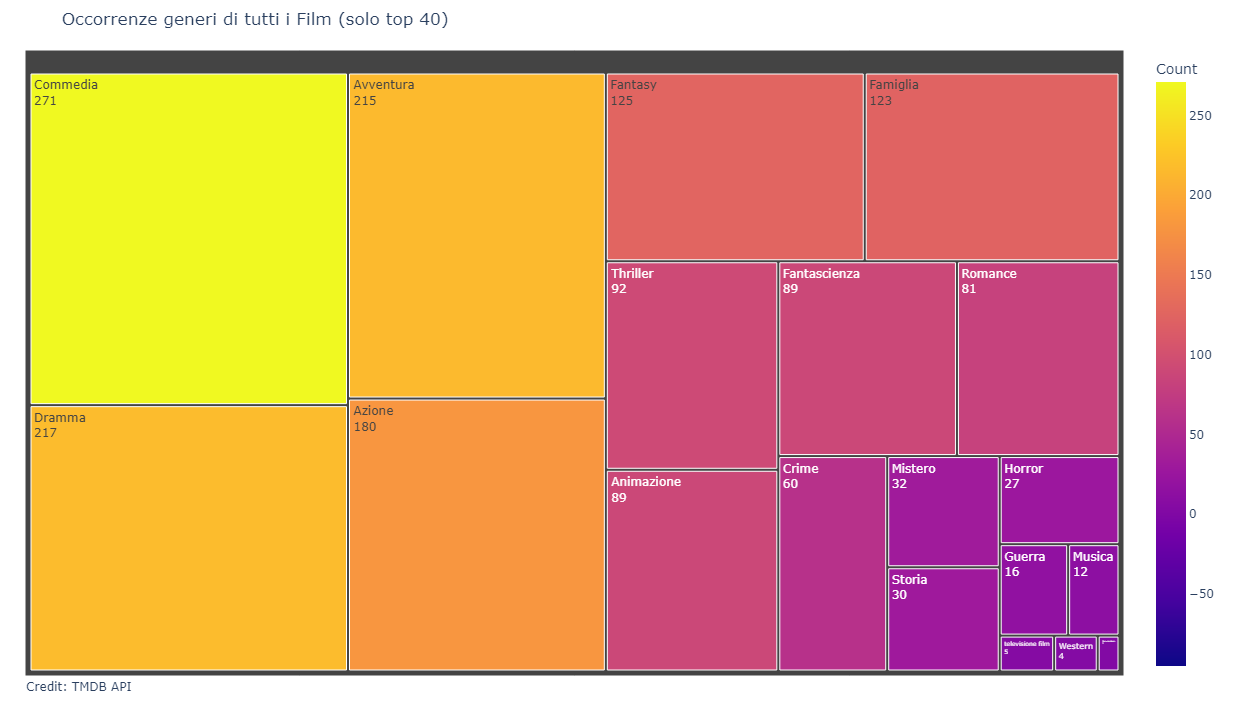 Occorrenze generi di tutti i Film (solo top 40)
Commedia
271
Avventura
215
Fantasy
125
Famiglia
123
Dramma
217
Azione
180
Thriller
92
Fantascienza
89
Romance
81
Animazione
89
Crime
60
Mistero
32
Horror
27
Storia
30
Guerra
16
Musica
12
televisione film
5
Western
4
Count
250
200
150
100
50
0
−50
Credit: TMDB API